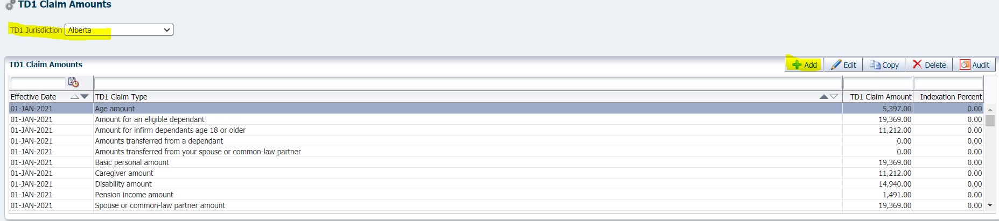 TD1 Claim Amounts
TD1 Jurisdiction Alberta
TD1 Claim Amounts Add Edit Copy Delete Audit
Effective Date TD1 Claim Type TD1 Claim Amount Indexation Percent
01-JAN-2021 Age amount 5,397.00 0.00
01-JAN-2021 Amount for an eligible dependant 19,369.00 0.00
01-JAN-2021 Amount for infirm dependants age 18 or older 11,212.00 0.00
01-JAN-2021 Amounts transferred from a dependant 0.00 0.00
01-JAN-2021 Amounts transferred from your spouse or common-law partner 0.00 0.00
01-JAN-2021 Basic personal amount 19,369.00 0.00
01-JAN-2021 Caregiver amount 11,212.00 0.00
01-JAN-2021 Disability amount 14,940.00 0.00
01-JAN-2021 Pension income amount 1,491.00 0.00
01-JAN-2021 Spouse or common-law partner amount 19,369.00 0.00